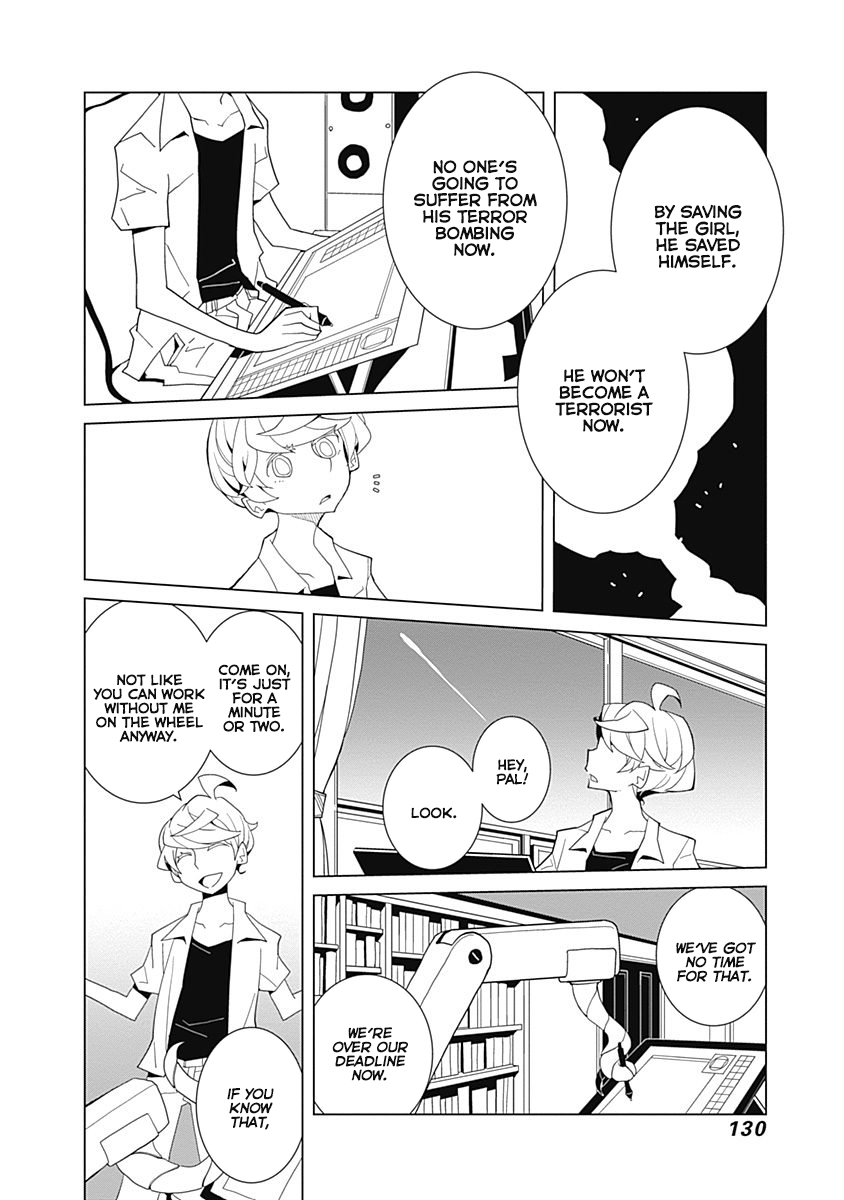 BY SAVING
THE GIRL,
HE SAVED
HIMSELF.
HE WON'T
BECOME A
TERRORIST
NOW.
NO ONE'S
GOING TO
SUFFER FROM
HIS TERROR
BOMBING
NOW.
HEY,
PAL!
LOOK.
WE'VE GOT
NO TIME
FOR THAT.
WE'RE
OVER OUR
DEADLINE
NOW.
COME ON,
IT'S JUST
FOR A
MINUTE
OR TWO.
NOT LIKE
YOU CAN WORK
WITHOUT ME
ON THE WHEEL
ANYWAY.
IF YOU
KNOW
THAT,
130